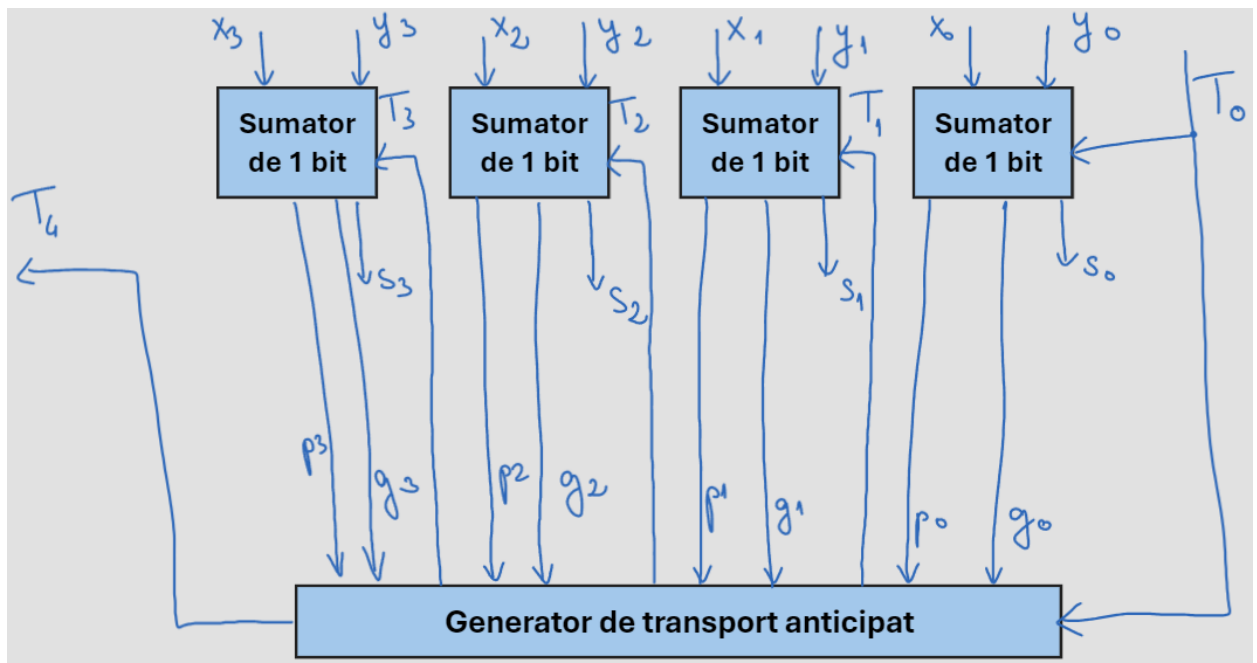 x3 y3 x2 y2 x1 y1 x0 y0
T3 T2 T1 T0
Sumator
de 1 bit
Sumator
de 1 bit
Sumator
de 1 bit
Sumator
de 1 bit
T4
s3 s2 s1 s0
p3 g3 p2 g2 p1 g1 p0 g0
Generator de transport anticipat